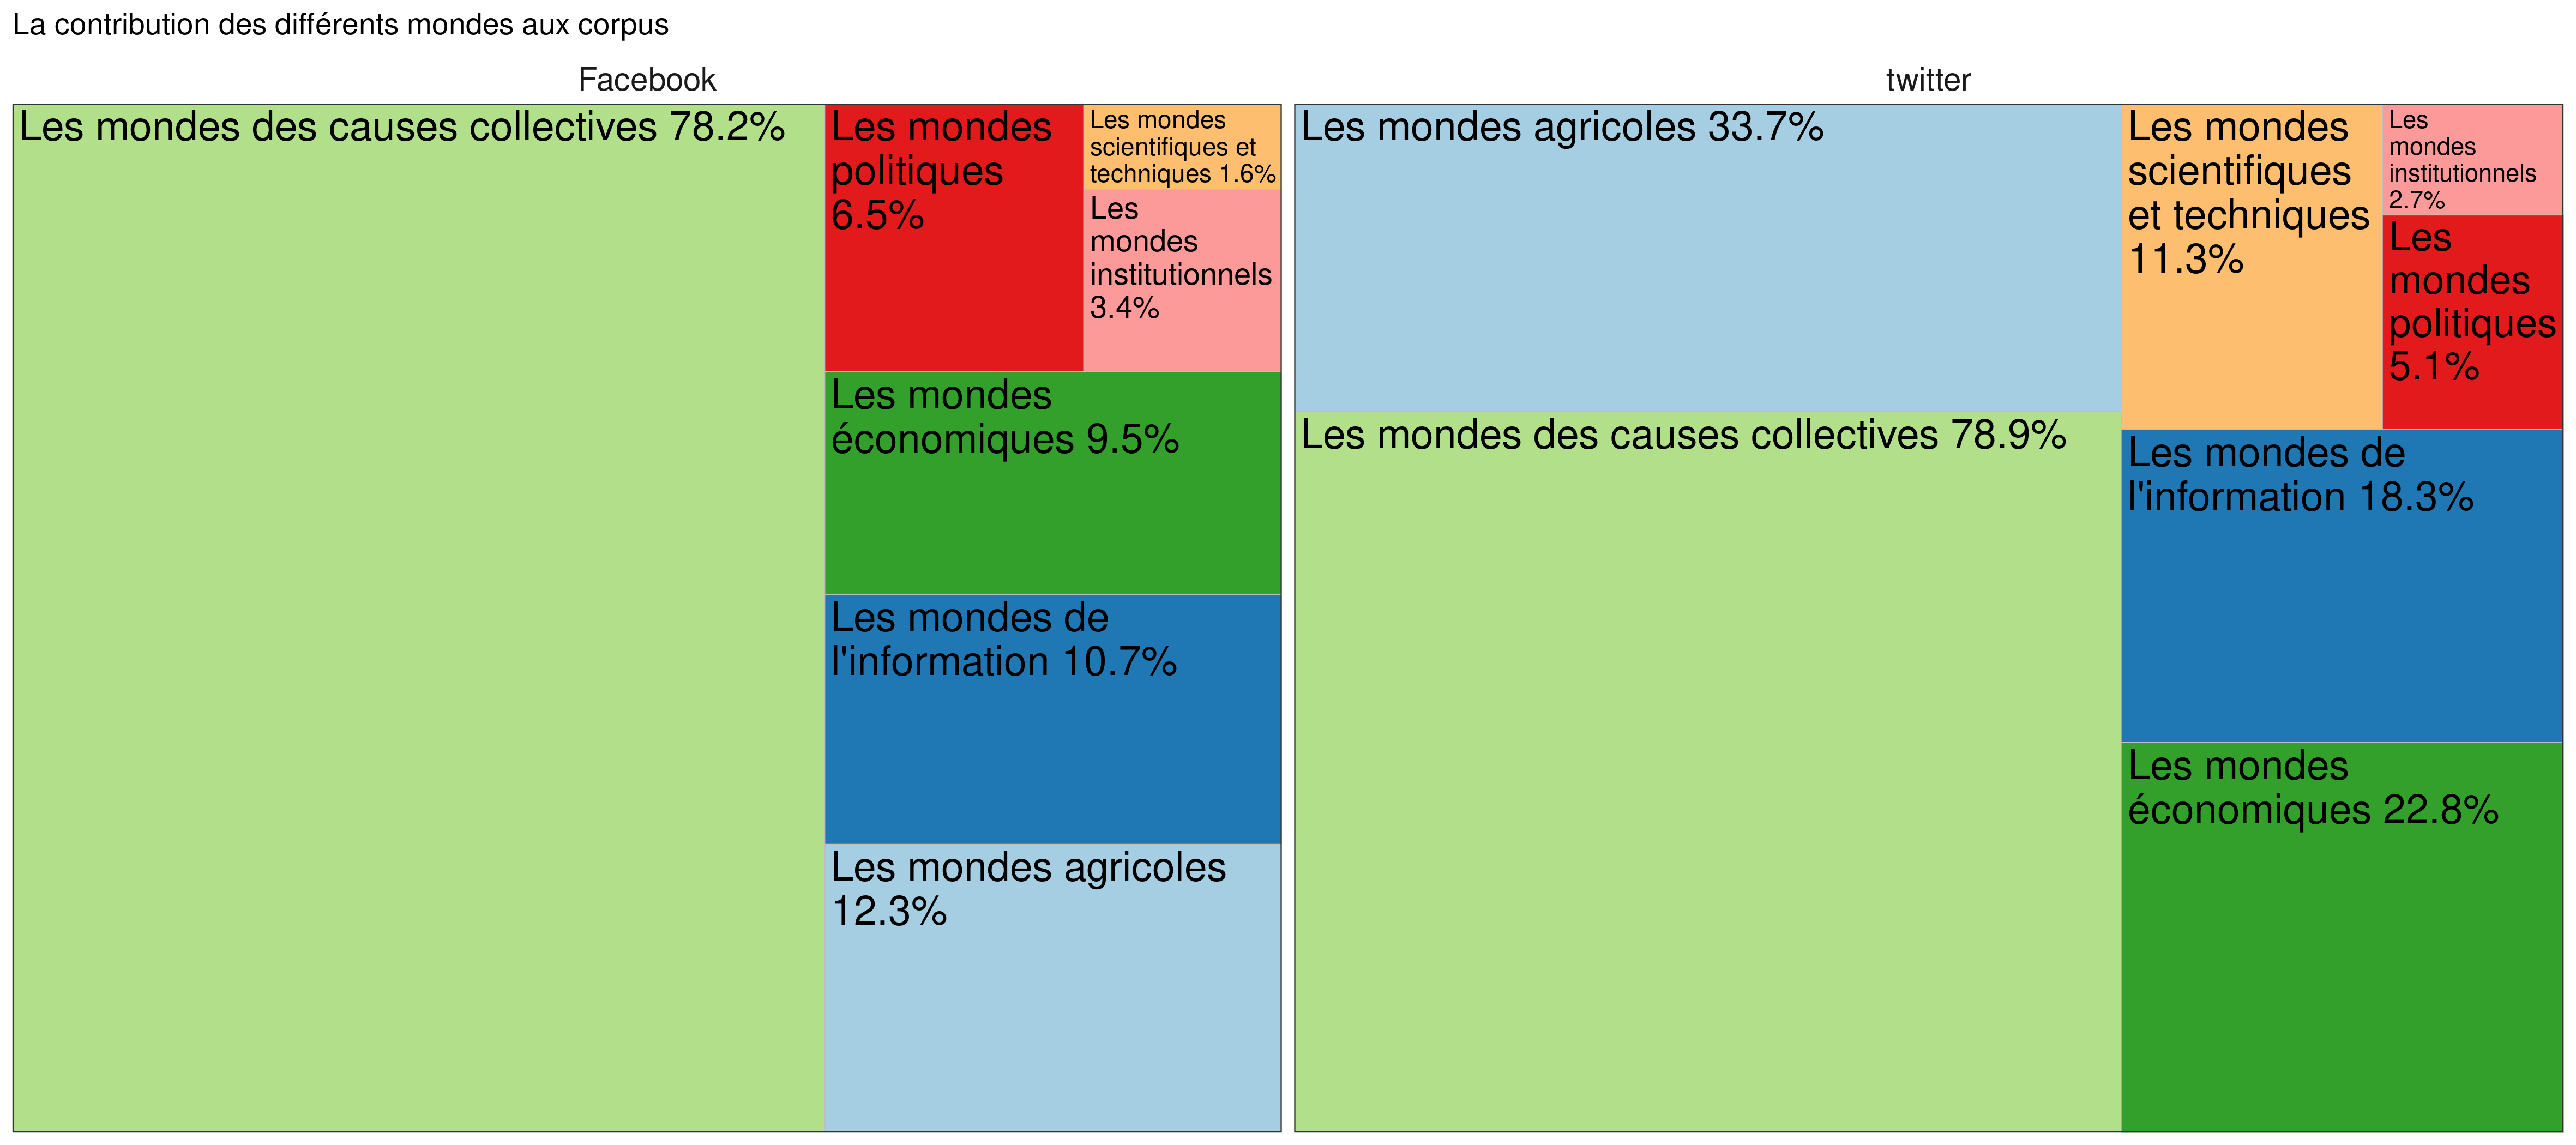 La contribution des différents mondes aux corpus
Facebook
Les mondes des causes collectives 78.2%
Les mondes
politiques
6.5%
Les mondes
scientifiques et
techniques 1.6%
Les
mondes
institutionnels
3.4%
Les mondes
économiques 9.5%
Les mondes de
l'information 10.7%
Les mondes agricoles
12.3%
twitter
Les mondes agricoles 33.7%
Les mondes des causes collectives 78.9%
Les mondes
scientifiques
et techniques
11.3%
Les
mondes
institutionnels
2.7%
Les
mondes
politiques
5.1%
Les mondes de
l'information 18.3%
Les mondes
économiques 22.8%